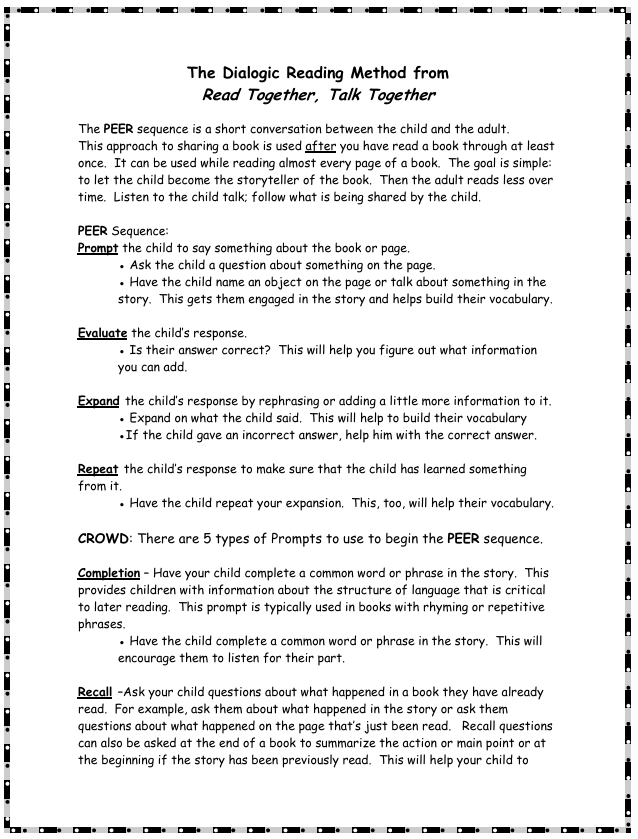 The Dialogic Reading Method from
Read Together, Talk Together
The PEER sequence is a short conversation between the child and the adult.
This approach to sharing a book is used after you have read a book through at least
once.  It can be used while reading almost every page of a book.  The goal is simple:
to let the child become the storyteller of the book.  Then the adult reads less over
time.  Listen to the child talk; follow what is being shared by the child.
PEER Sequence:
Prompt the child to say something about the book or page.
• Ask the child a question about something on the page.
• Have the child name an object on the page or talk about something in the
story.  This gets them engaged in the story and helps build their vocabulary.
Evaluate the child's response.
• Is their answer correct?  This will help you figure out what information
you can add.
Expand the child's response by rephrasing or adding a little more information to it.
• Expand on what the child said.  This will help to build their vocabulary
•If the child gave an incorrect answer, help him with the correct answer.
Repeat the child's response to make sure that the child has learned something
from it.
• Have the child repeat your expansion.  This, too, will help their vocabulary.
CROWD: There are 5 types of Prompts to use to begin the PEER sequence.
Completion – Have your child complete a common word or phrase in the story.  This
provides children with information about the structure of language that is critical
to later reading.  This prompt is typically used in books with rhyming or repetitive
phrases.
• Have the child complete a common word or phrase in the story.  This will
encourage them to listen for their part.
Recall –Ask your child questions about what happened in a book they have already
read.  For example, ask them about what happened in the story or ask them
questions about what happened on the page that's just been read.   Recall questions
can also be asked at the end of a book to summarize the action or main point or at
the beginning if the story has been previously read.  This will help your child to